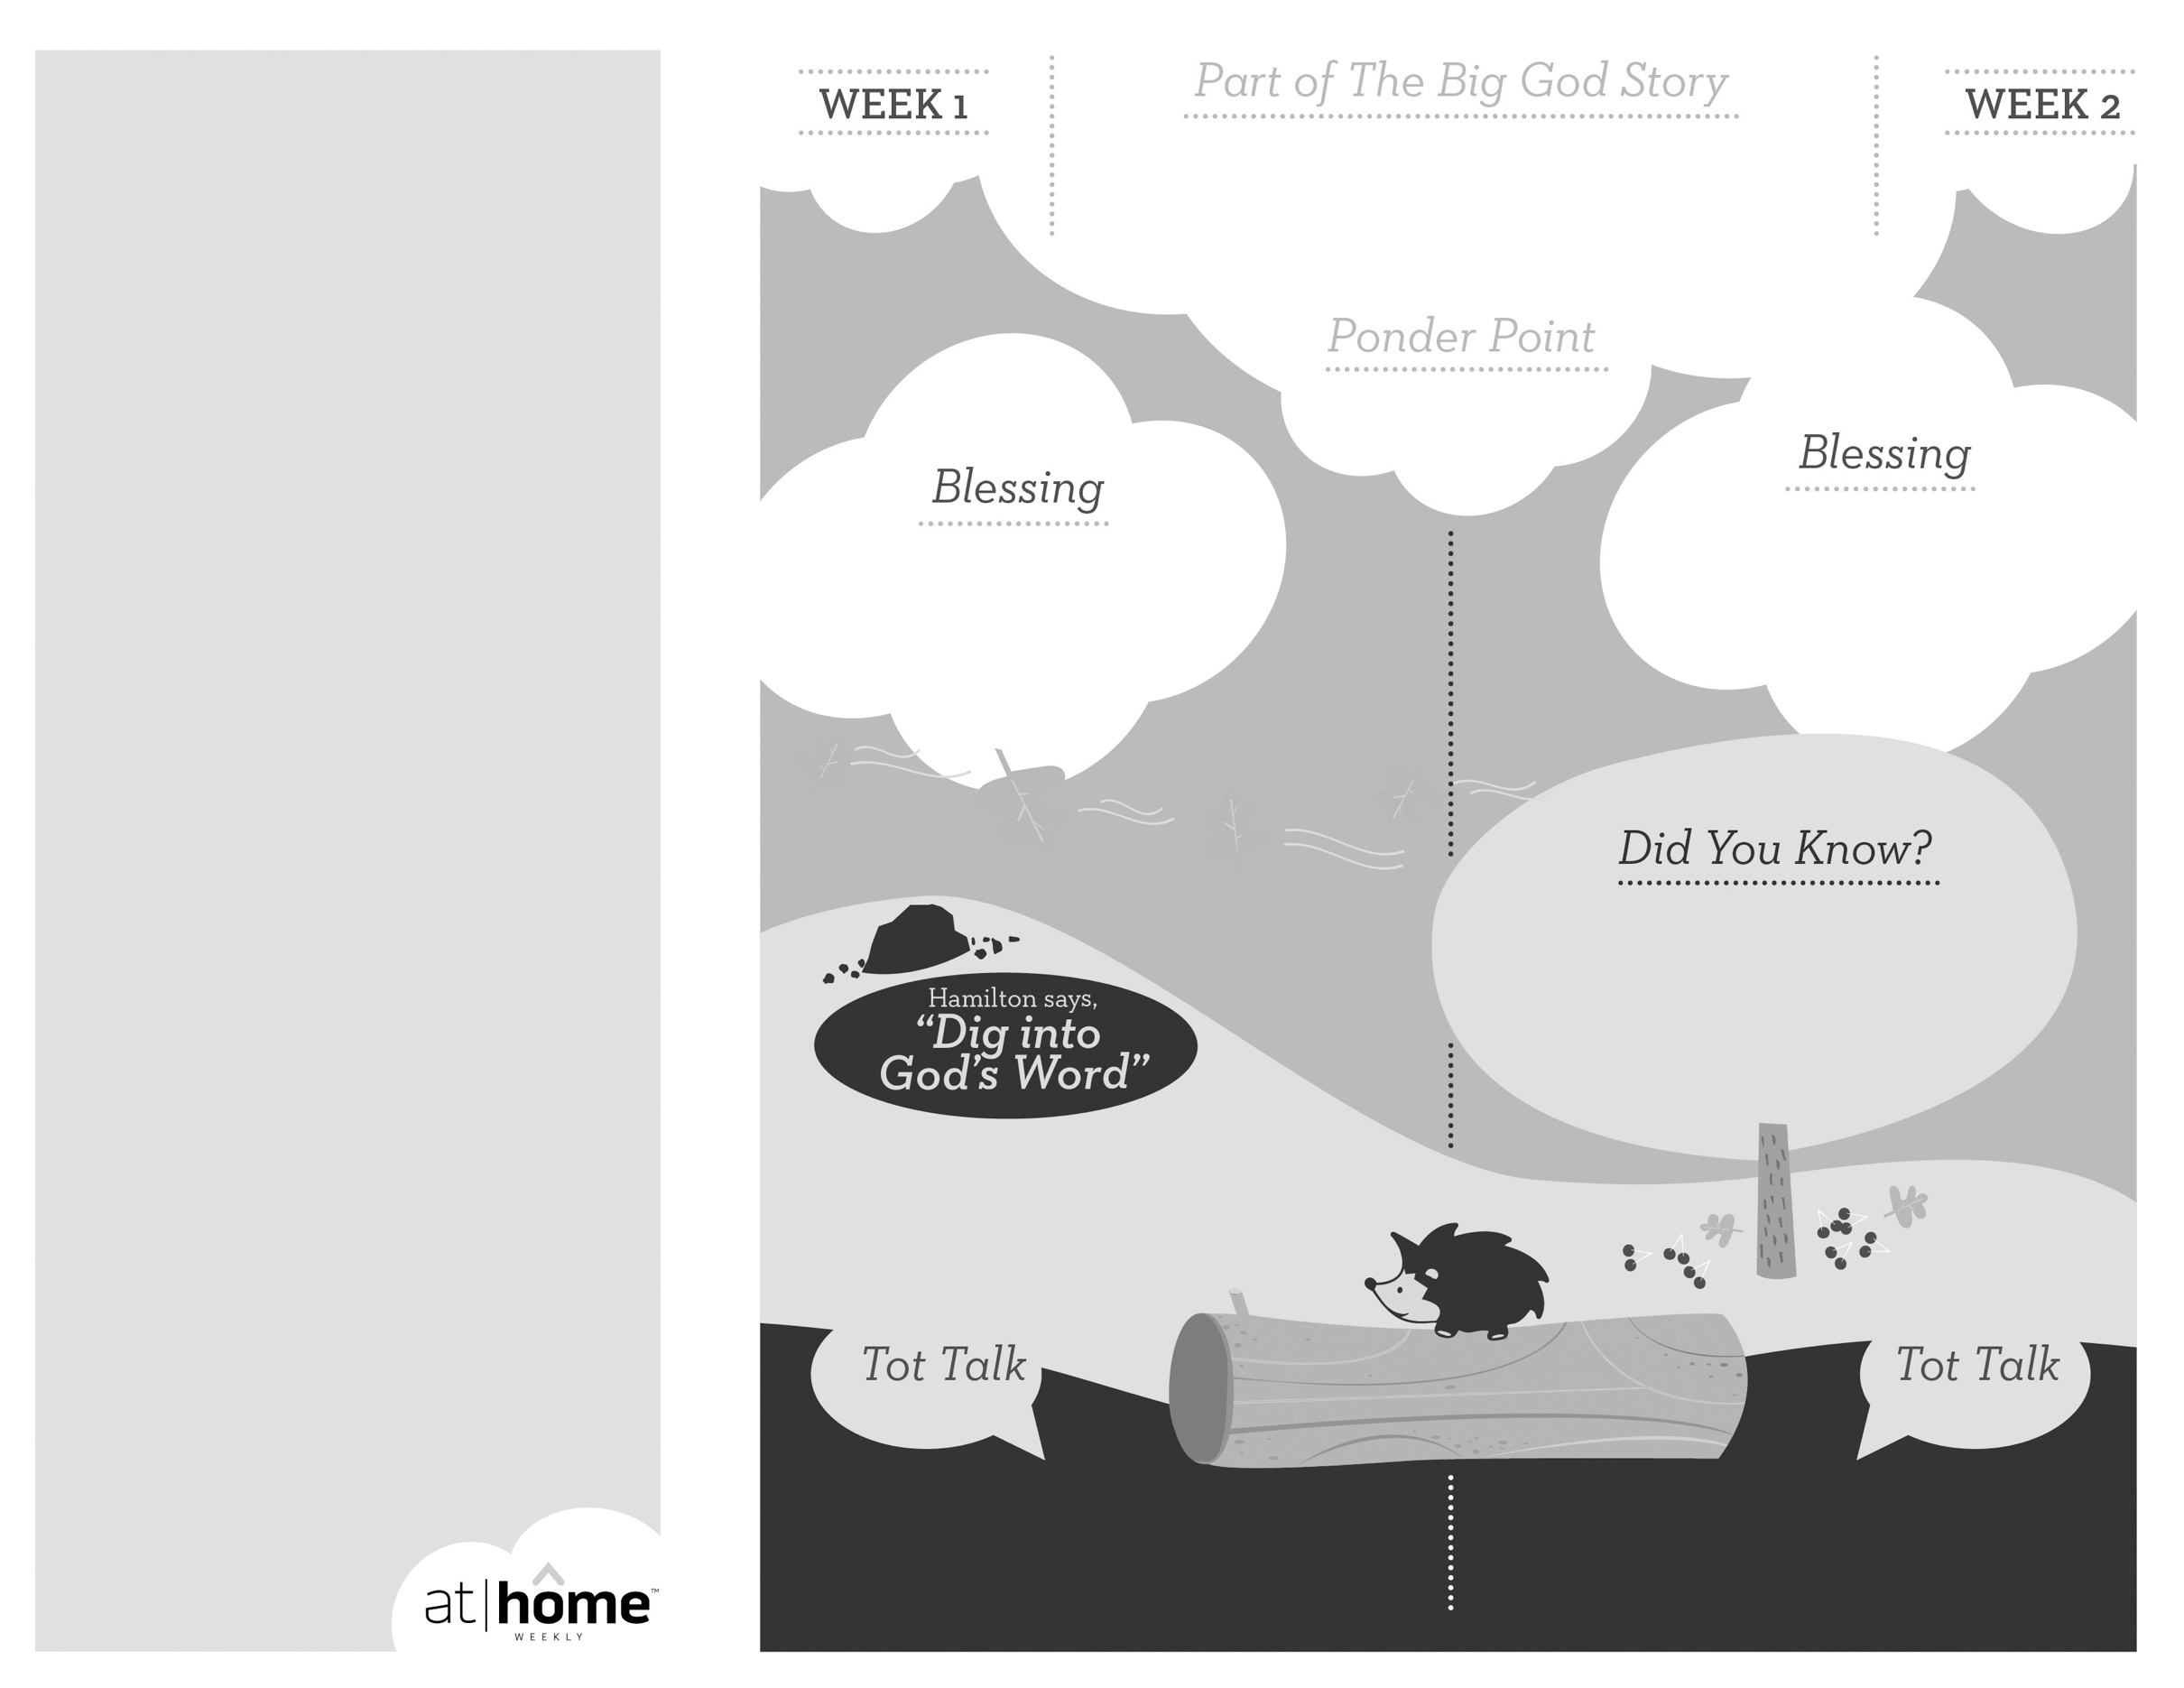 WEEK 1
Part of The Big God Story
WEEK 2
Ponder Point
Blessing
Blessing
Did You Know?
Hamilton says,
“Dig into
God’s Word”
Tot Talk
Tot Talk
at|home™
WEEKLY